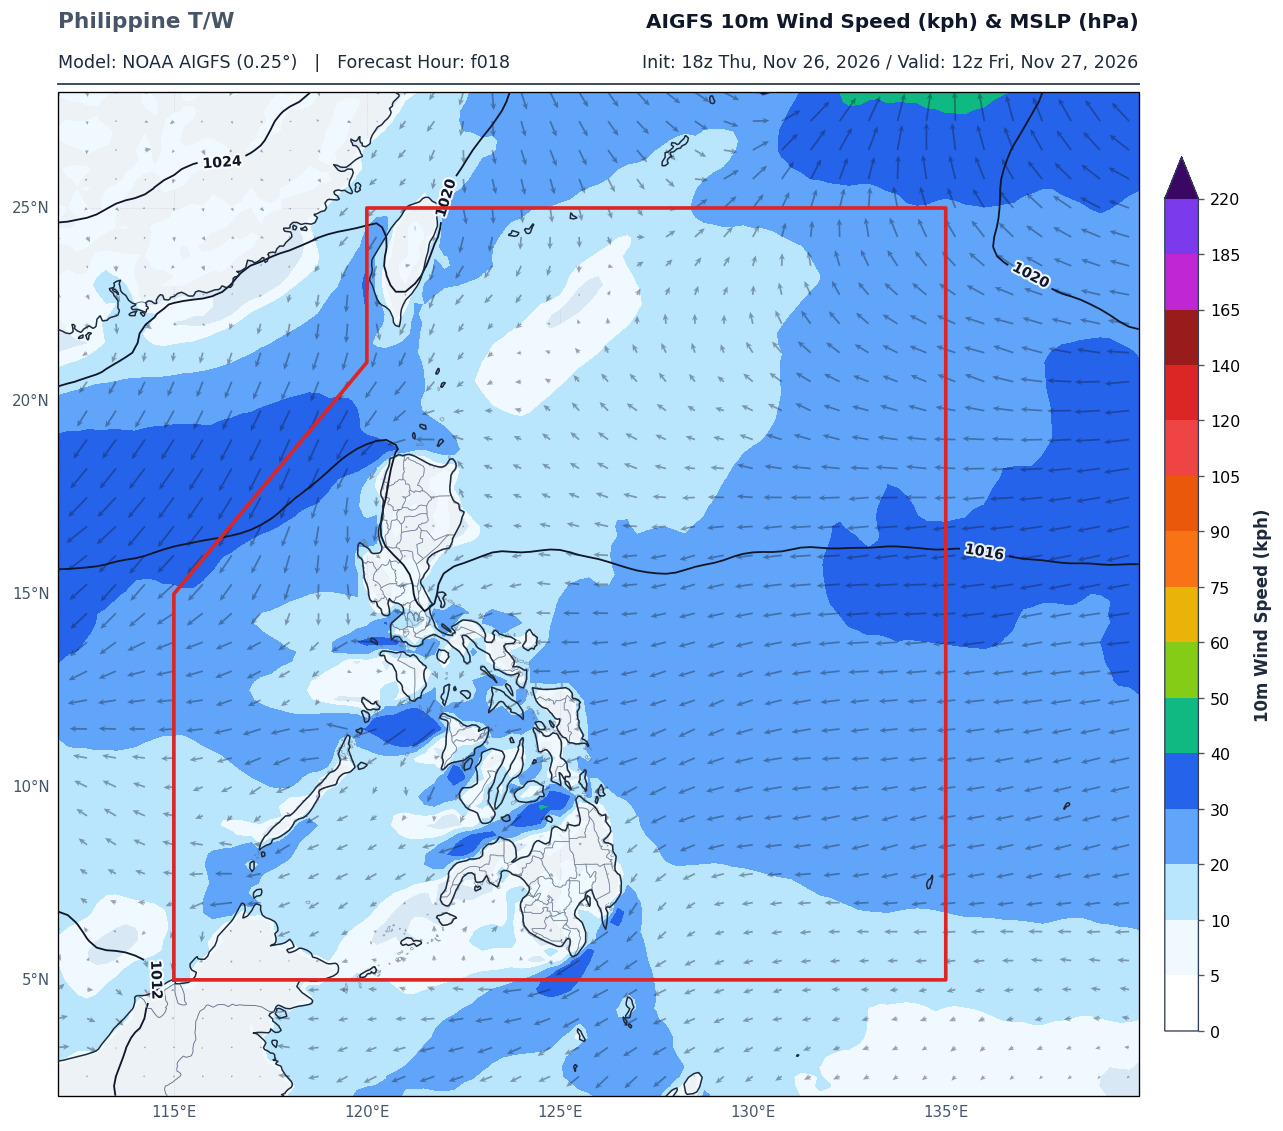 Philippine T/W
AIGFS 10m Wind Speed (kph) & MSLP (hPa)
Model: NOAA AIGFS (0.25°) | Forecast Hour: f018
Init: 18z Thu, Nov 26, 2026 / Valid: 12z Fri, Nov 27, 2026
1024
1020
1020
1016
1012
25°N
20°N
15°N
10°N
5°N
115°E
120°E
125°E
130°E
135°E
220
185
165
140
120
105
90
75
60
50
40
30
20
10
5
0
10m Wind Speed (kph)